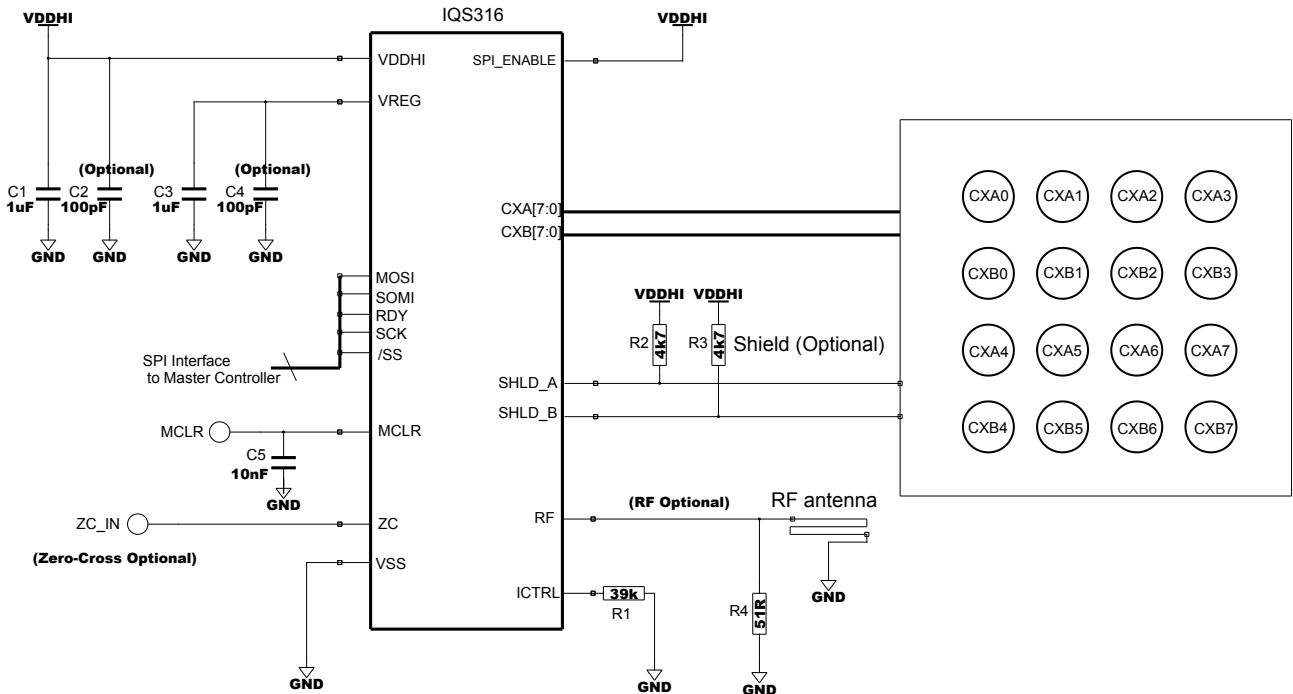 IQS316
VDDHI
VDDHI
VDDHI
SPI_ENABLE
VREG
(Optional)
(Optional)
C1
1uF
C2
100pF
C3
1uF
C4
100pF
GND
GND
GND
GND
CXA[7:0]
CXB[7:0]
CXA0
CXA1
CXA2
CXA3
CXB0
CXB1
CXB2
CXB3
CXA4
CXA5
CXA6
CXA7
CXB4
CXB5
CXB6
CXB7
MOSI
SOMI
RDY
SCK
/SS
SPI Interface
to Master Controller
VDDHI
VDDHI
R2
4k7
R3
4k7
Shield (Optional)
SHLD_A
SHLD_B
MCLR
MCLR
C5
10nF
GND
ZC_IN
ZC
(Zero-Cross Optional)
VSS
RF
(RF Optional)
RF antenna
GND
ICTRL
39k
R1
R4
51R
GND
GND
GND